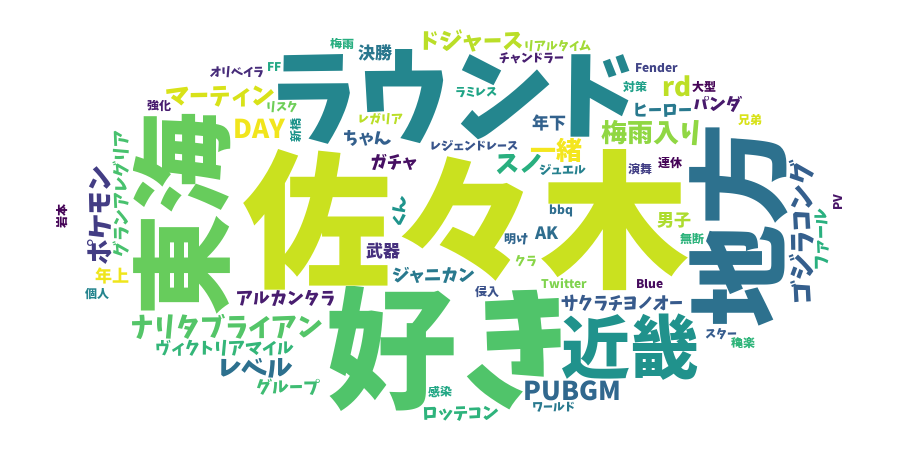 梅雨
決勝
ドジャース
リアルタイム
オリベイラ
FF
ラウンド
チャンドラー
Fender
強化
マーティン
リスク
ラミレス
対策
rd
大型
DAY
新橋
レガリア
ちゃん
年下
ヒーロー
パンダ
兄弟
レジェンドレース
梅雨入り
東海
ガチャ
スノ
一緒
ジュエル
演舞
連休
地方
グランアレグリア
ポケモン
佐々木
ゴジラコング
岩本
くん
bbq
男子
PV
武器
明け
AK
無断
ファール
年上
ジャニカン
クラ
個人
アルカンタラ
侵入
Twitter
Blue
サクラチヨノオー
ナリタブライアン
好き
近畿
スター
ヴィクトリアマイル
穐楽
レベル
グループ
感染
PUBGM
ロッテコン
ワールド